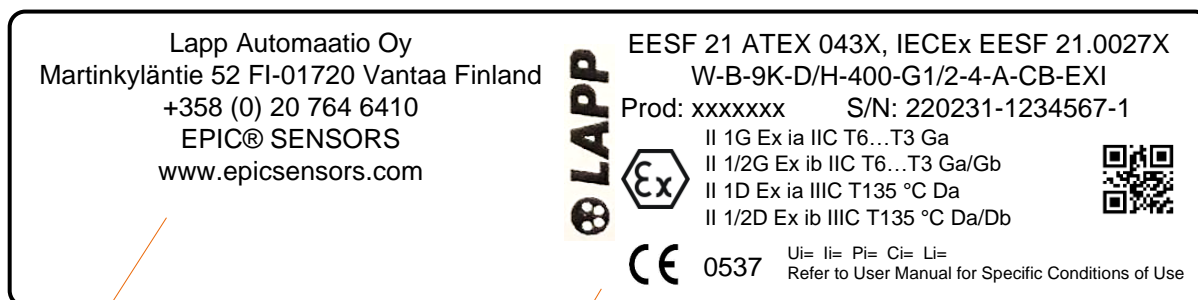 Lapp Automaatio Oy
Martinkyläntie 52 FI-01720 Vantaa Finland
+358 (0) 20 764 6410
EPIC® SENSORS
www.epicsensors.com
LAPP
EESF 21 ATEX 043X, IECEx EESF 21.0027X
W-B-9K-D/H-400-G1/2-4-A-CB-EXI
Prod: xxxxxxx S/N: 220231-1234567-1
Ex
II 1G Ex ia IIC T6…T3 Ga
II 1/2G Ex ib IIC T6…T3 Ga/Gb
II 1D Ex ia IIIC T135 °C Da
II 1/2D Ex ib IIIC T135 °C Da/Db
CE 0537
Ui= Ii= Pi= Ci= Li=
Refer to User Manual for Specific Conditions of Use